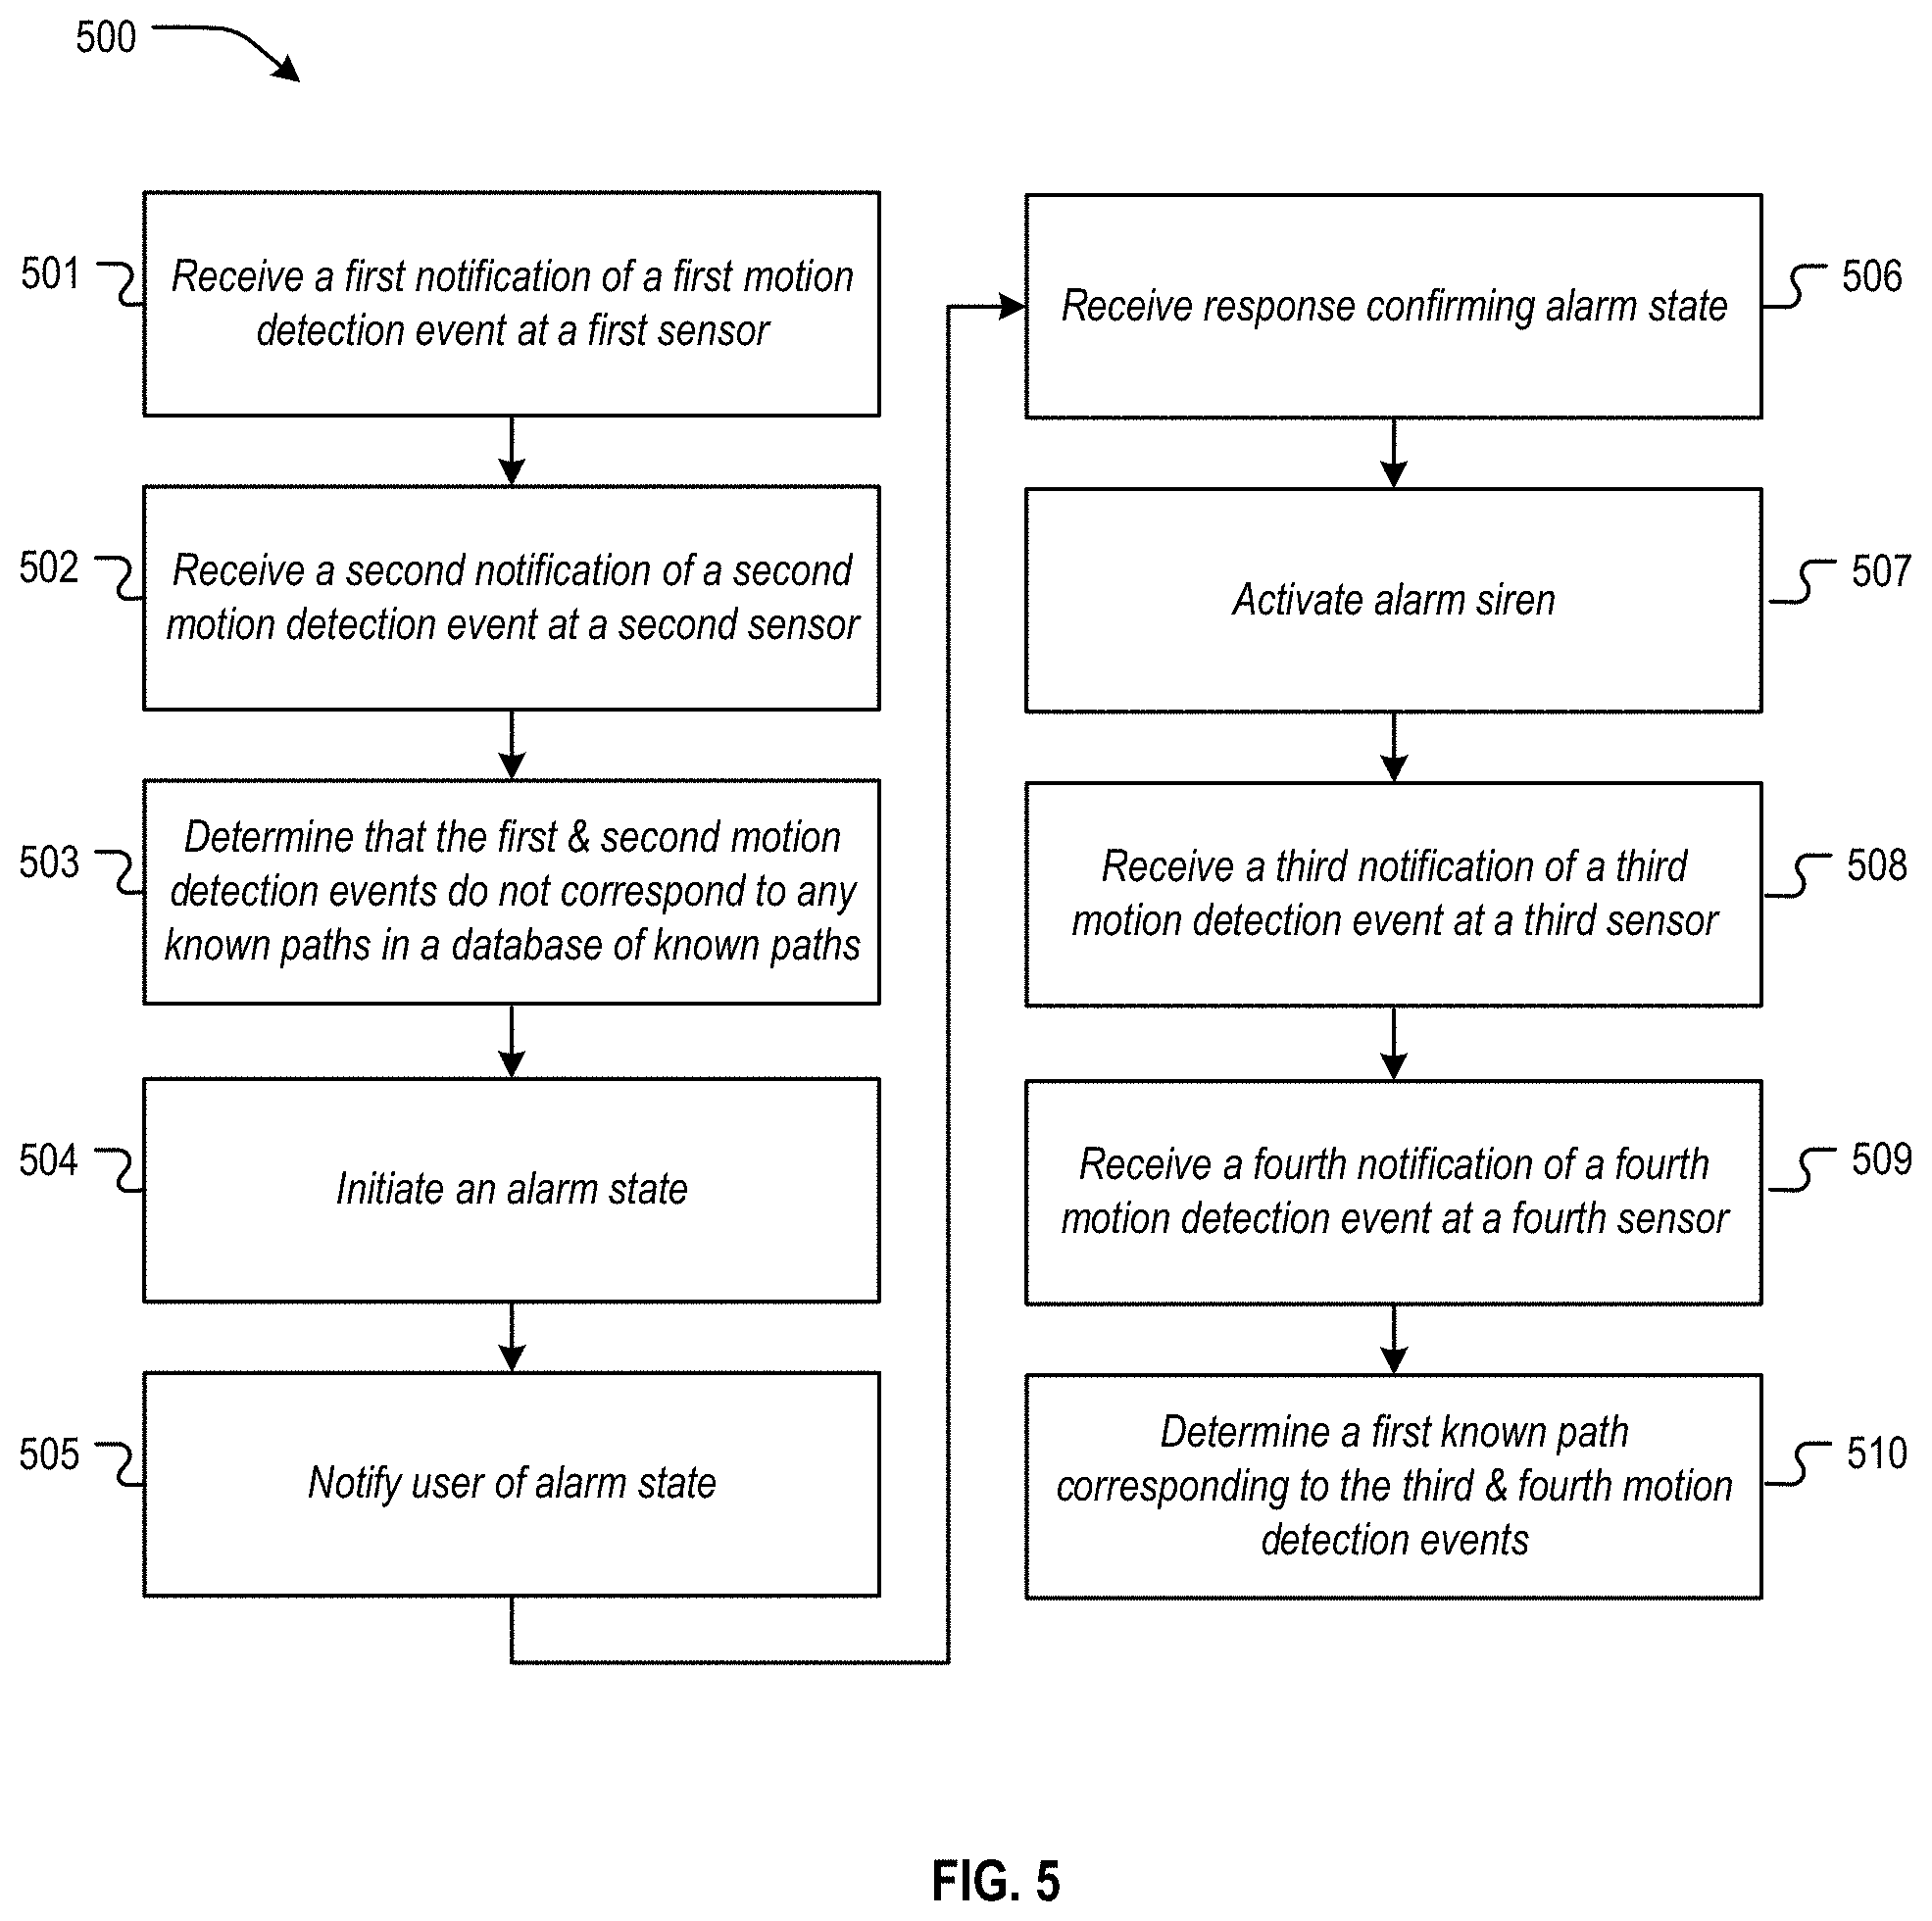 500
501
Receive a first notification of a first motion
detection event at a first sensor
502
Receive a second notification of a second
motion detection event at a second sensor
503
Determine that the first & second motion
detection events do not correspond to any
known paths in a database of known paths
504
Initiate an alarm state
505
Notify user of alarm state
506
Receive response confirming alarm state
507
Activate alarm siren
508
Receive a third notification of a third
motion detection event at a third sensor
509
Receive a fourth notification of a fourth
motion detection event at a fourth sensor
510
Determine a first known path
corresponding to the third & fourth motion
detection events
FIG. 5